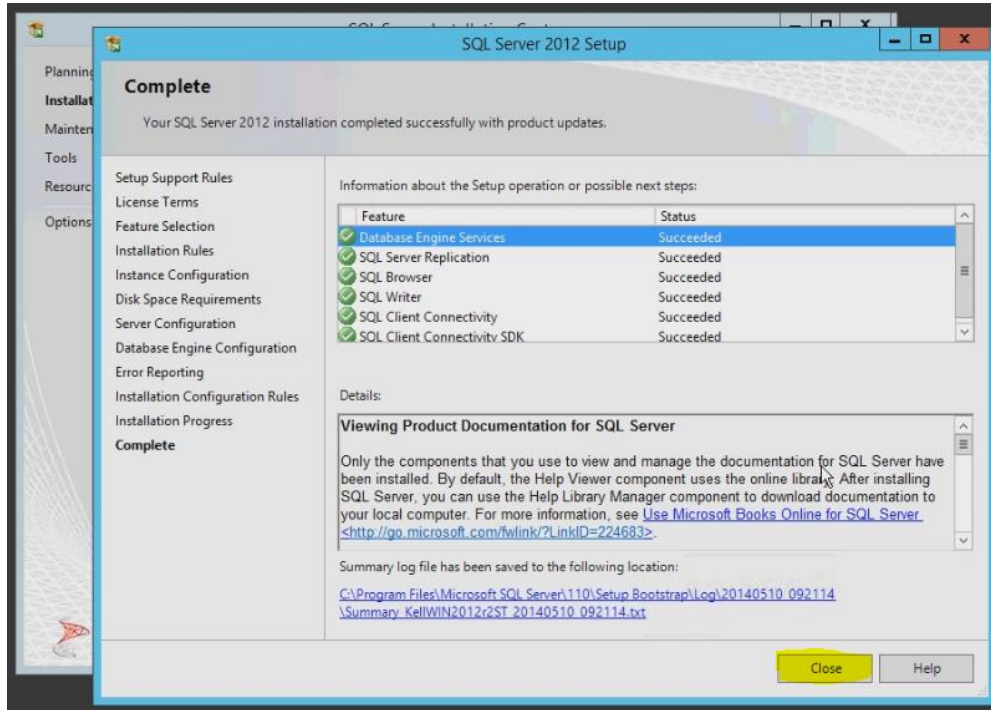 SQL Server 2012 Setup
Planning
Installat
Mainten
Tools
Resourc
Options
Complete
Your SQL Server 2012 installation completed successfully with product updates.
Setup Support Rules
License Terms
Feature Selection
Installation Rules
Instance Configuration
Disk Space Requirements
Server Configuration
Database Engine Configuration
Error Reporting
Installation Configuration Rules
Installation Progress
Complete
Information about the Setup operation or possible next steps:
Feature Status
Database Engine Services Succeeded
SQL Server Replication Succeeded
SQL Browser Succeeded
SQL Writer Succeeded
SQL Client Connectivity Succeeded
SQL Client Connectivity SDK Succeeded
Details:
Viewing Product Documentation for SQL Server
Only the components that you use to view and manage the documentation for SQL Server have
been installed. By default, the Help Viewer component uses the online library. After installing
SQL Server, you can use the Help Library Manager component to download documentation to
your local computer. For more information, see Use Microsoft Books Online for SQL Server
<http://go.microsoft.com/fwlink/?LinkID=224683>.
Summary log file has been saved to the following location:
C:\Program Files\Microsoft SQL Server\110\Setup Bootstrap\Log\20140510_092114
\Summary_KellWIN2012r2ST_20140510_092114.txt
Close Help